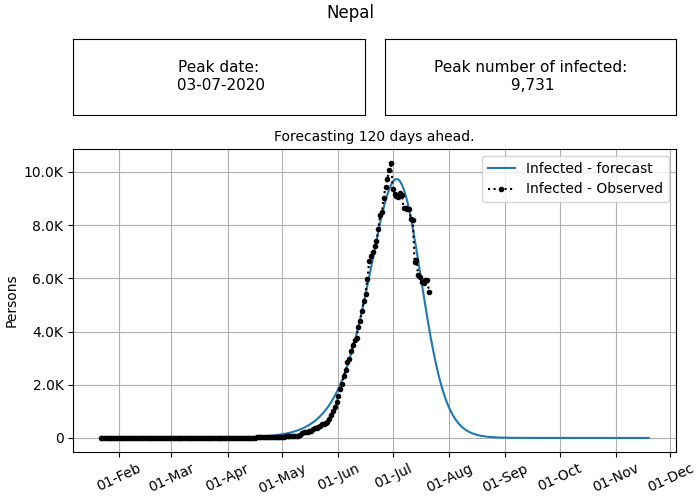 Nepal
Peak date:
03-07-2020
Peak number of infected:
9,731
Forecasting 120 days ahead.
Infected - forecast
Infected - Observed
Persons
10.0K
8.0K
6.0K
4.0K
2.0K
0
01-Feb
01-Mar
01-Apr
01-May
01-Jun
01-Jul
01-Aug
01-Sep
01-Oct
01-Nov
01-Dec